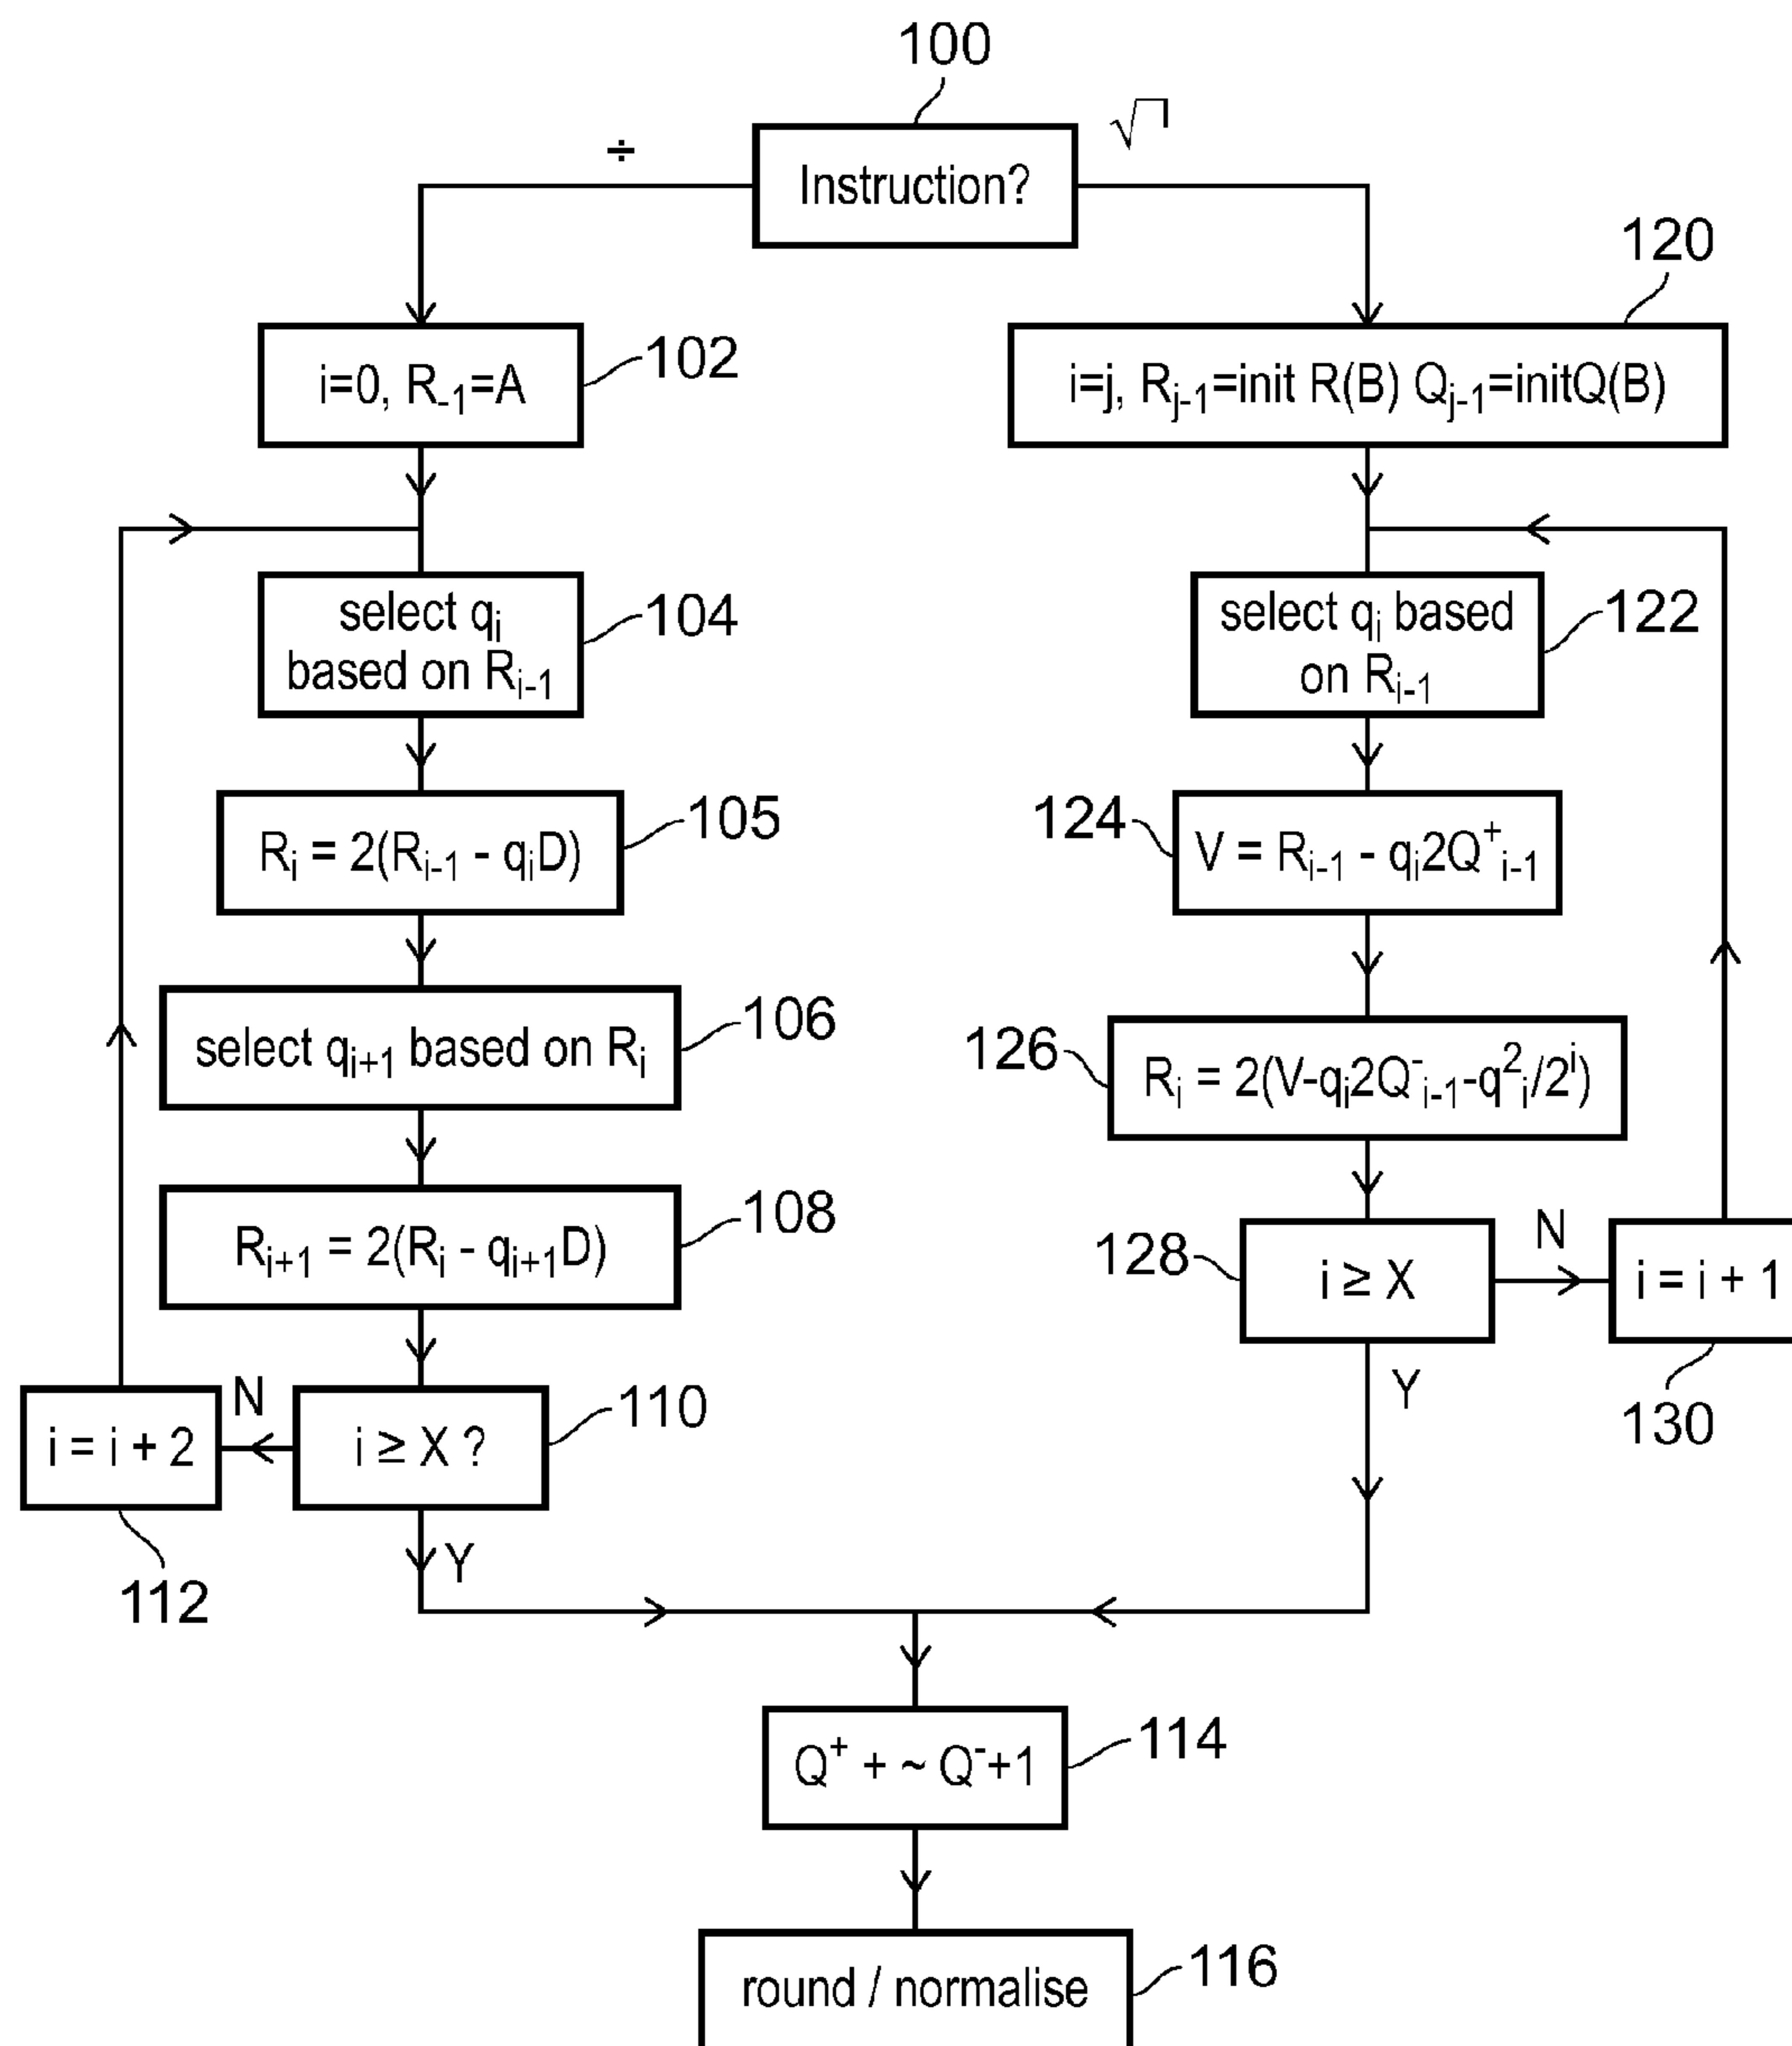 100
÷
√
Instruction?
120
i=0, R-1=A
102
i=j, Rj-1=init R(B) Qj-1=initQ(B)
select qi
based on Ri-1
104
select qi based
on Ri-1
122
Ri = 2(Ri-1 - qiD)
105
124
V = Ri-1 - qi2Q+i-1
select qi+1 based on Ri
106
126
Ri = 2(V-qi2Q-i-1-q2i/2i)
Ri+1 = 2(Ri - qi+1D)
108
128
i ≥ X
N
i = i + 1
130
Y
i = i + 2
N
i ≥ X ?
110
112
Y
Q+ + ~ Q-+1
114
round / normalise
116